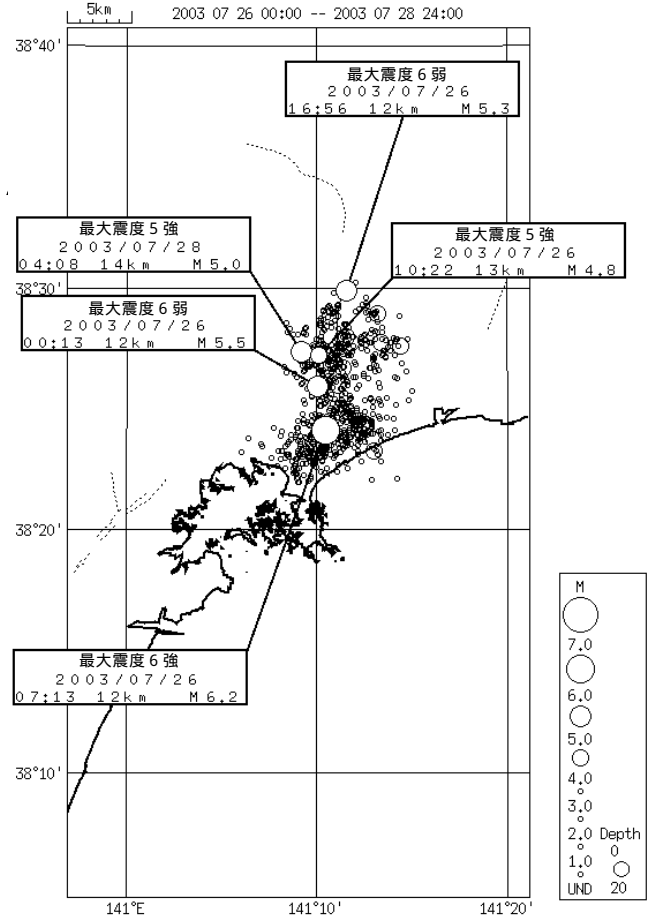 5km 2003 07 26 00:00 -- 2003 07 28 24:00
38°40'
最大震度６弱
2003/07/26
16:56 12km M5.3
最大震度５強
2003/07/28
04:08 14km M5.0
最大震度５強
2003/07/26
10:22 13km M4.8
38°30'
最大震度６弱
2003/07/26
00:13 12km M5.5
38°20'
最大震度６強
2003/07/26
07:13 12km M6.2
38°10'
141°E 141°10' 141°20'
M
7.0
6.0
5.0
4.0
3.0
2.0 Depth
0
1.0
UND 20